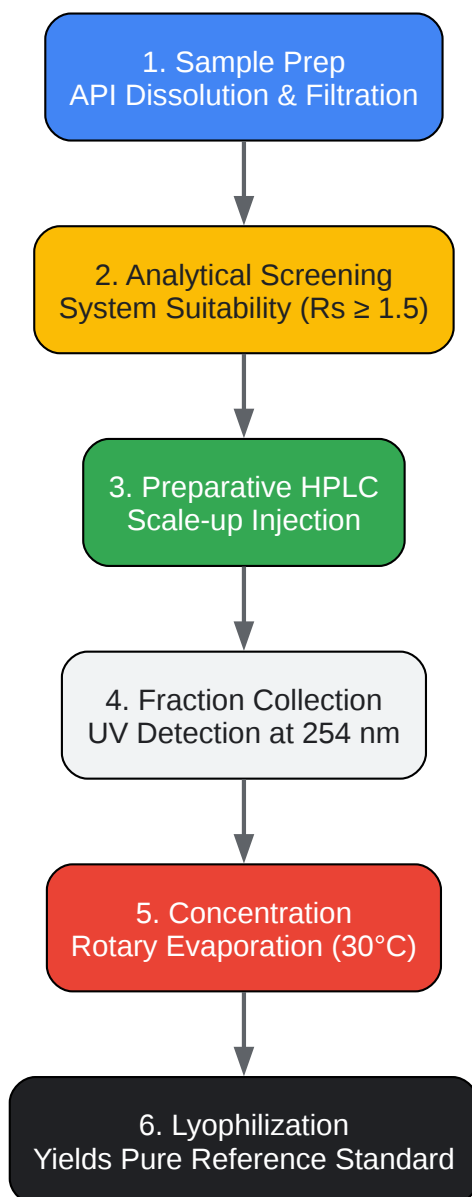 1. Sample Prep
API Dissolution & Filtration
2. Analytical Screening
System Suitability (Rs ≥ 1.5)
3. Preparative HPLC
Scale-up Injection
4. Fraction Collection
UV Detection at 254 nm
5. Concentration
Rotary Evaporation (30°C)
6. Lyophilization
Yields Pure Reference Standard